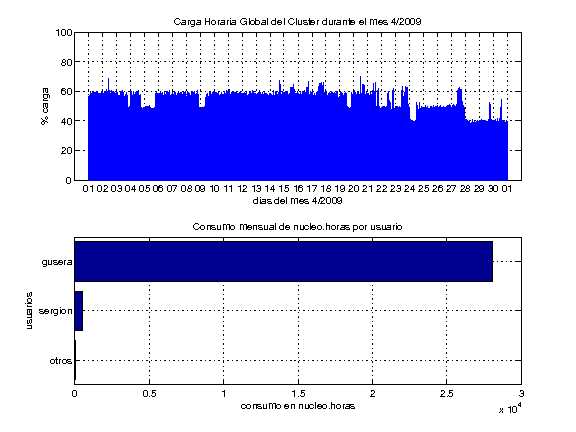 Carga Horaria Global del Cluster durante el mes 4/2009
100
80
60
40
20
0
% carga
01 02 03 04 05 06 07 08 09 10 11 12 13 14 15 16 17 18 19 20 21 22 23 24 25 26 27 28 29 30 01
dias del mes 4/2009
Consumo mensual de nucleo.horas por usuario
gusera
sergion
otros
usuarios
0 0.5 1 1.5 2 2.5 3
consumo en nucleo.horas
x 10^4